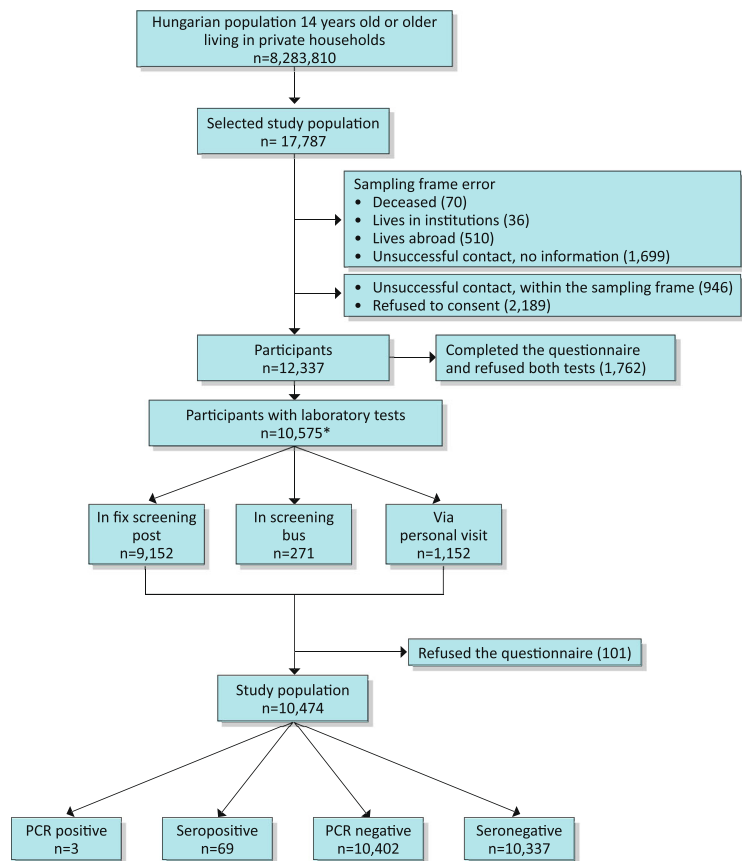 Hungarian population 14 years old or older
living in private households
n=8,283,810
Selected study population
n= 17,787
Sampling frame error
• Deceased (70)
• Lives in institutions (36)
• Lives abroad (510)
• Unsuccessful contact, no information (1,699)
• Unsuccessful contact, within the sampling frame (946)
• Refused to consent (2,189)
Participants
n=12,337
Completed the questionnaire
and refused both tests (1,762)
Participants with laboratory tests
n=10,575*
In fix screening
post
n=9,152
In screening
bus
n=271
Via
personal visit
n=1,152
Refused the questionnaire (101)
Study population
n=10,474
PCR positive
n=3
Seropositive
n=69
PCR negative
n=10,402
Seronegative
n=10,337